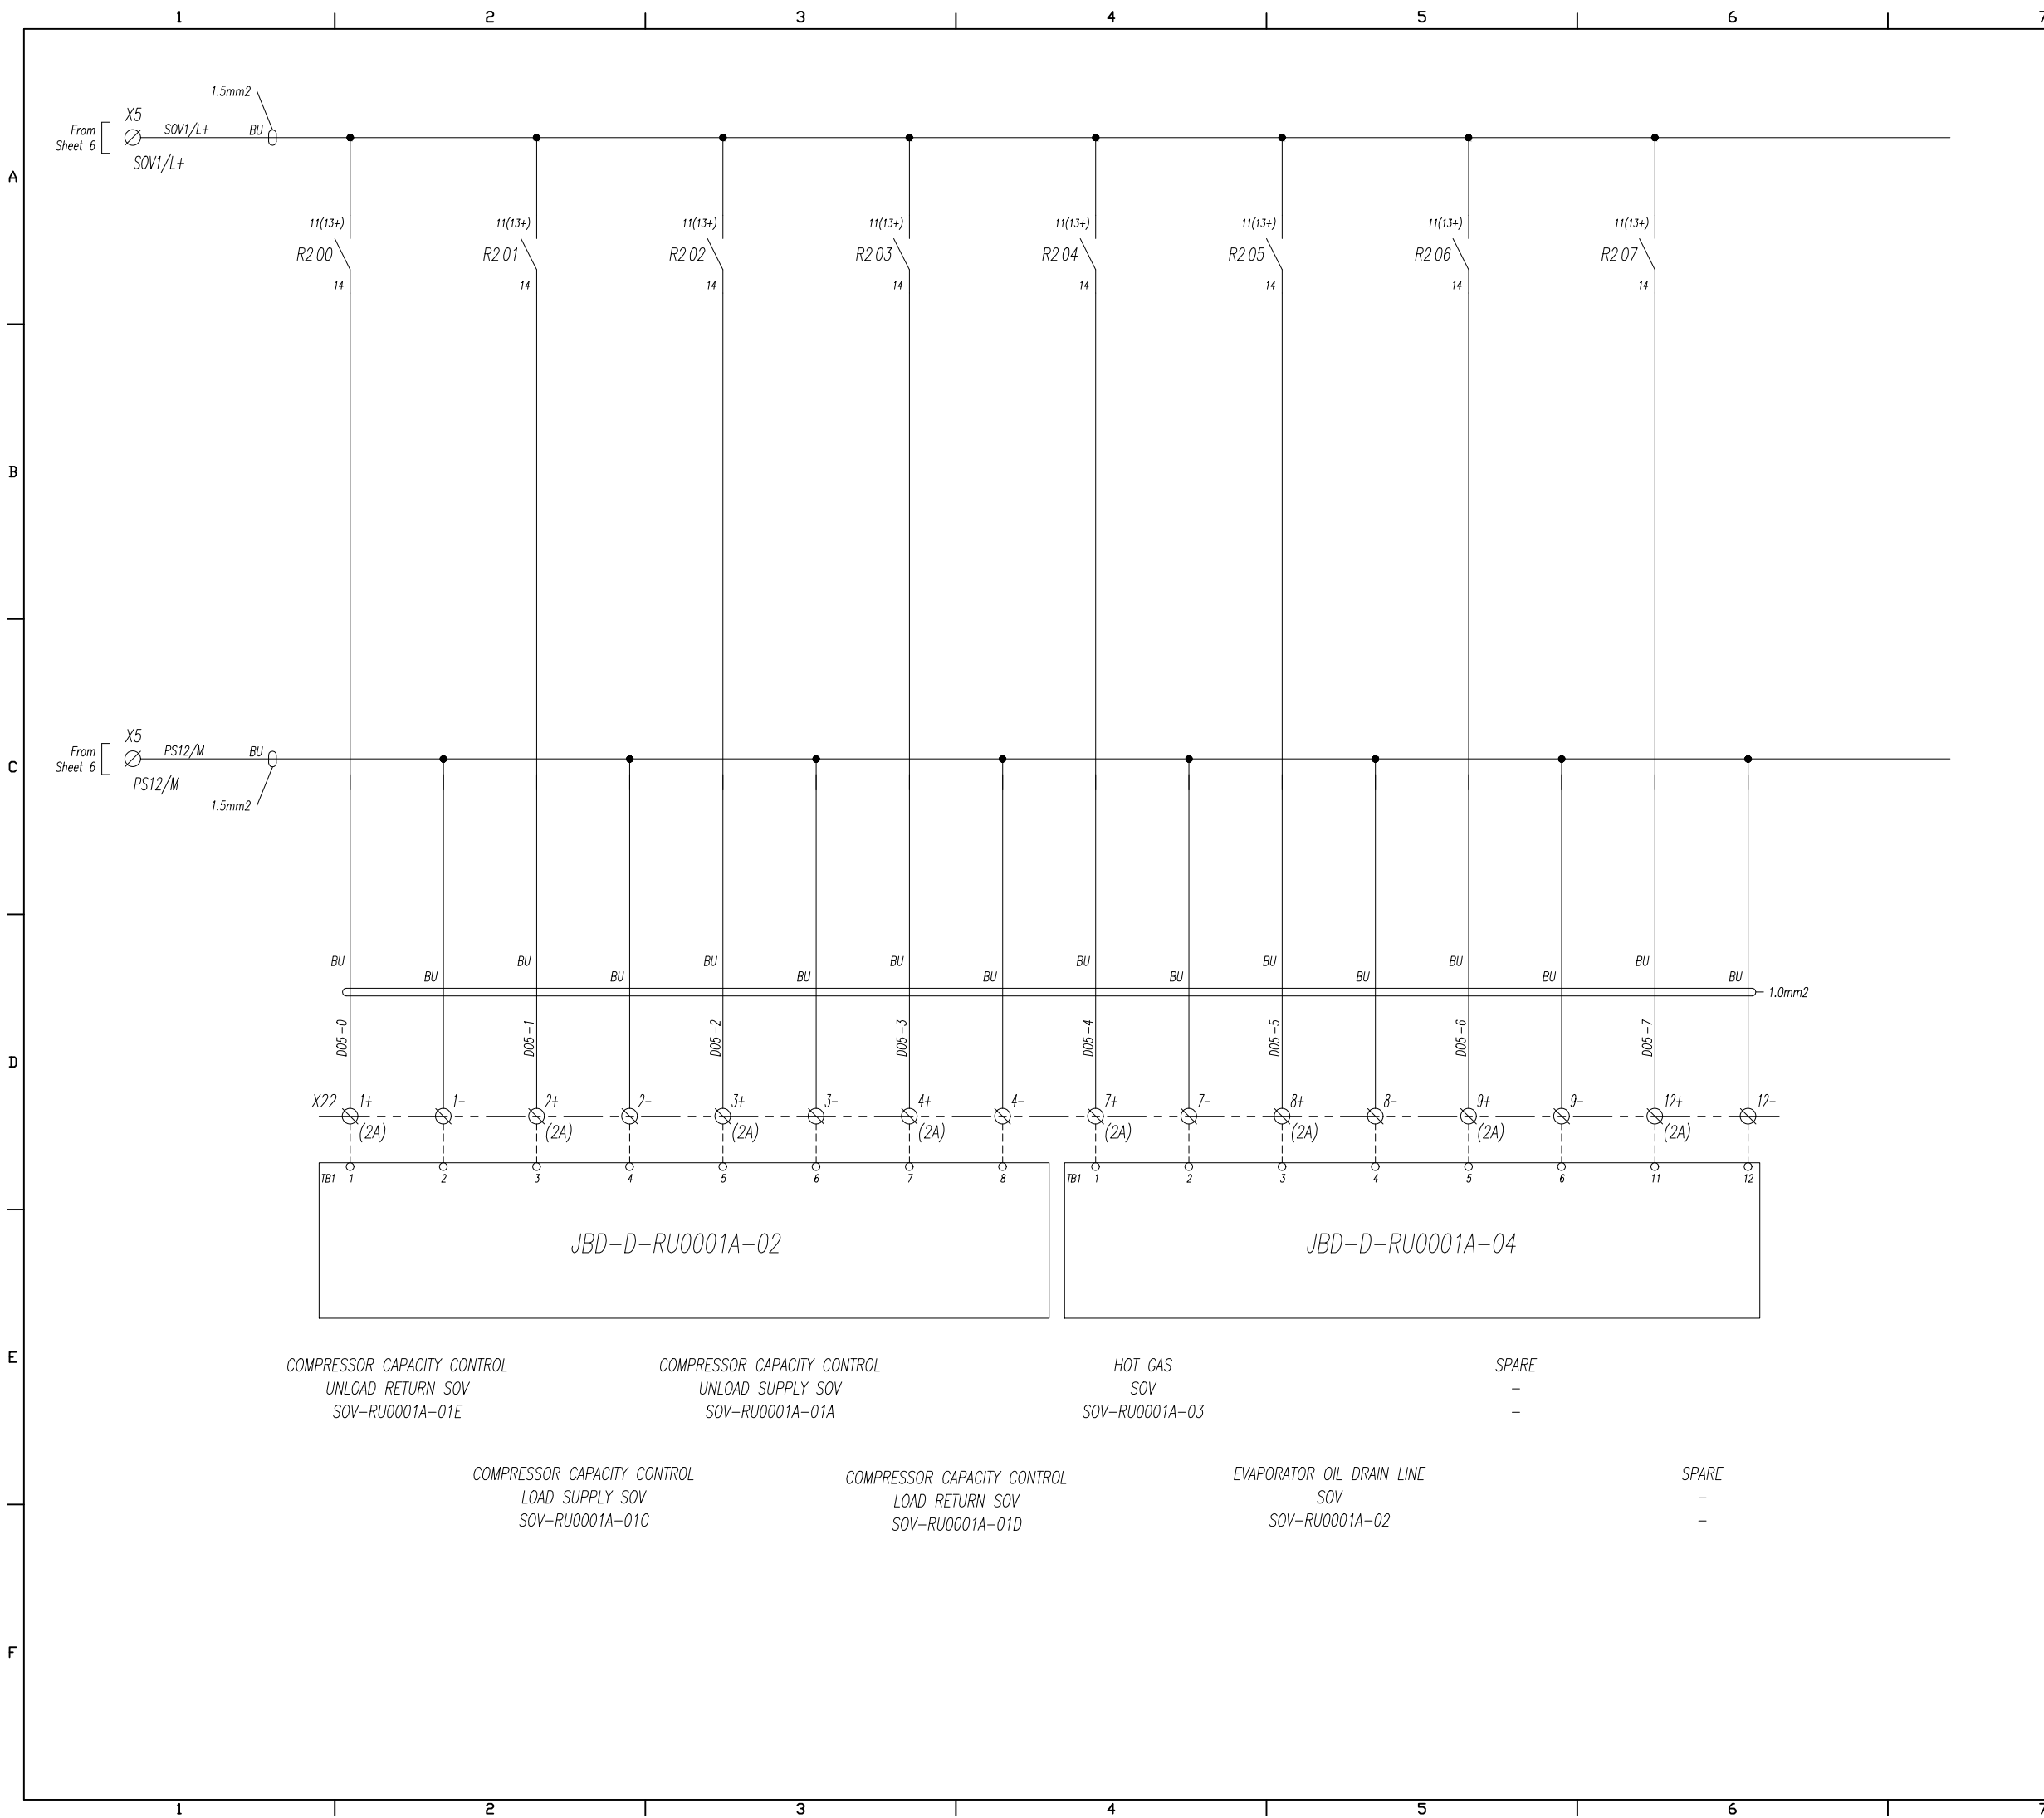 1 2 3 4 5 6 7
1.5mm2
X5
From SOV1/L+ BU
Sheet 6
SOV1/L+
A
11(13+) 11(13+) 11(13+) 11(13+) 11(13+) 11(13+) 11(13+) 11(13+)
R2 00 R2 01 R2 02 R2 03 R2 04 R2 05 R2 06 R2 07
14 14 14 14 14 14 14 14
B
X5
From PS12/M BU
Sheet 6
C
PS12/M
1.5mm2
BU BU BU BU BU BU BU BU
BU BU BU BU BU BU BU BU
1.0mm2
DO5 -0 DO5 -1 DO5 -2 DO5 -3 DO5 -4 DO5 -5 DO5 -6 DO5 -7
D
X22 1+ 1- 2+ 2- 3+ 3- 4+ 4- 7+ 7- 8+ 8- 9+ 9- 12+ 12-
(2A) (2A) (2A) (2A) (2A) (2A) (2A) (2A)
TB1 1 2 3 4 5 6 7 8 TB1 1 2 3 4 5 6 11 12
JBD-D-RU0001A-02 JBD-D-RU0001A-04
E
COMPRESSOR CAPACITY CONTROL
UNLOAD RETURN SOV
SOV-RU0001A-01E
COMPRESSOR CAPACITY CONTROL
UNLOAD SUPPLY SOV
SOV-RU0001A-01A
HOT GAS
SOV
SOV-RU0001A-03
SPARE
-
-
COMPRESSOR CAPACITY CONTROL
LOAD SUPPLY SOV
SOV-RU0001A-01C
COMPRESSOR CAPACITY CONTROL
LOAD RETURN SOV
SOV-RU0001A-01D
EVAPORATOR OIL DRAIN LINE
SOV
SOV-RU0001A-02
SPARE
-
-
F
1 2 3 4 5 6 7